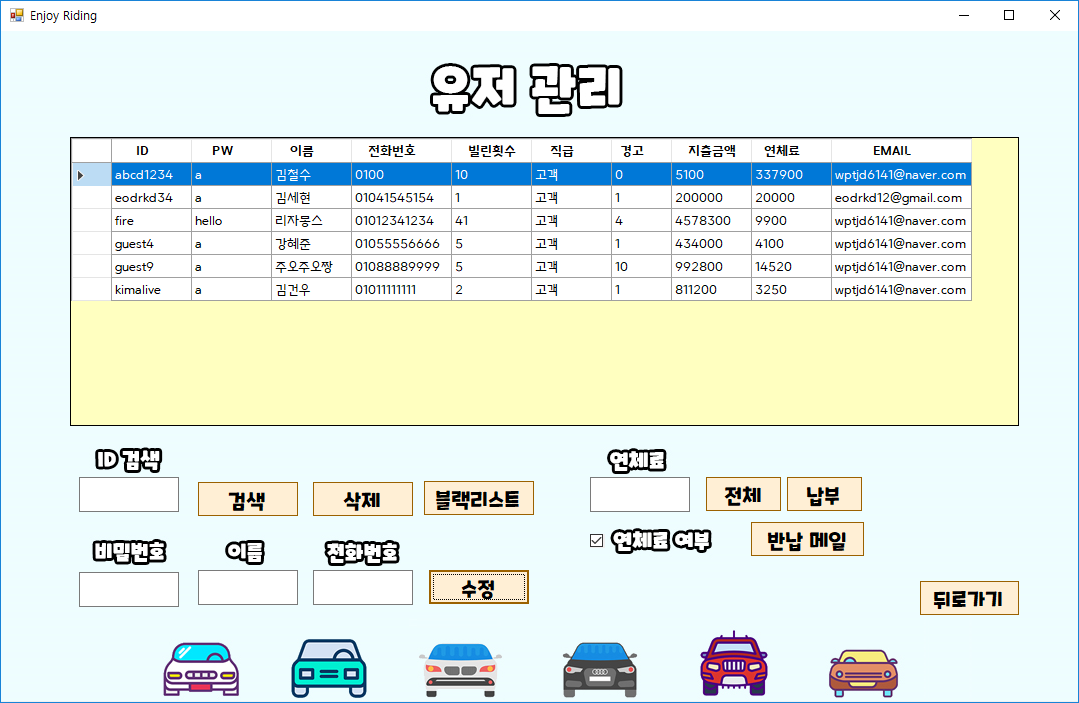 Enjoy Riding
유저 관리
ID PW 이름 전화번호 빌린횟수 직급 경고 지출금액 연체료 EMAIL
abcd1234 a 김철수 0100 10 고객 0 5100 337900 wptjd6141@naver.com
eodrkd34 a 김세현 01041545154 1 고객 1 200000 20000 eodrkd12@gmail.com
fire hello 리자몽스 01012341234 41 고객 4 4578300 9900 wptjd6141@naver.com
guest4 a 강혜준 01055556666 5 고객 1 434000 4100 wptjd6141@naver.com
guest9 a 주오주오짱 01088889999 5 고객 10 992800 14520 wptjd6141@naver.com
kimalive a 김건우 01011111111 2 고객 1 811200 3250 wptjd6141@naver.com
ID 검색 연체료
검색 삭제 블랙리스트 전체 납부
비밀번호 이름 전화번호 연체료 여부 반납 메일
수정 뒤로가기